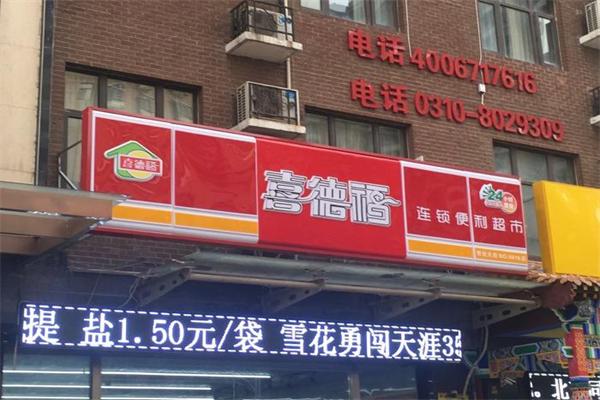 电话 4006717616
电话 0310-8029309
喜德福
喜德福
24
连锁便利超市
提 盐1.50元/袋 雪花勇闯天涯3
北